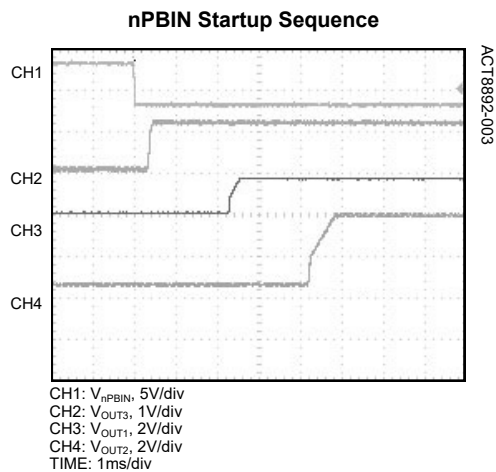 nPBIN Startup Sequence
ACT8892-003
CH1
CH2
CH3
CH4
CH1: VnPBIN, 5V/div
CH2: VOUT3, 1V/div
CH3: VOUT1, 2V/div
CH4: VOUT2, 2V/div
TIME: 1ms/div